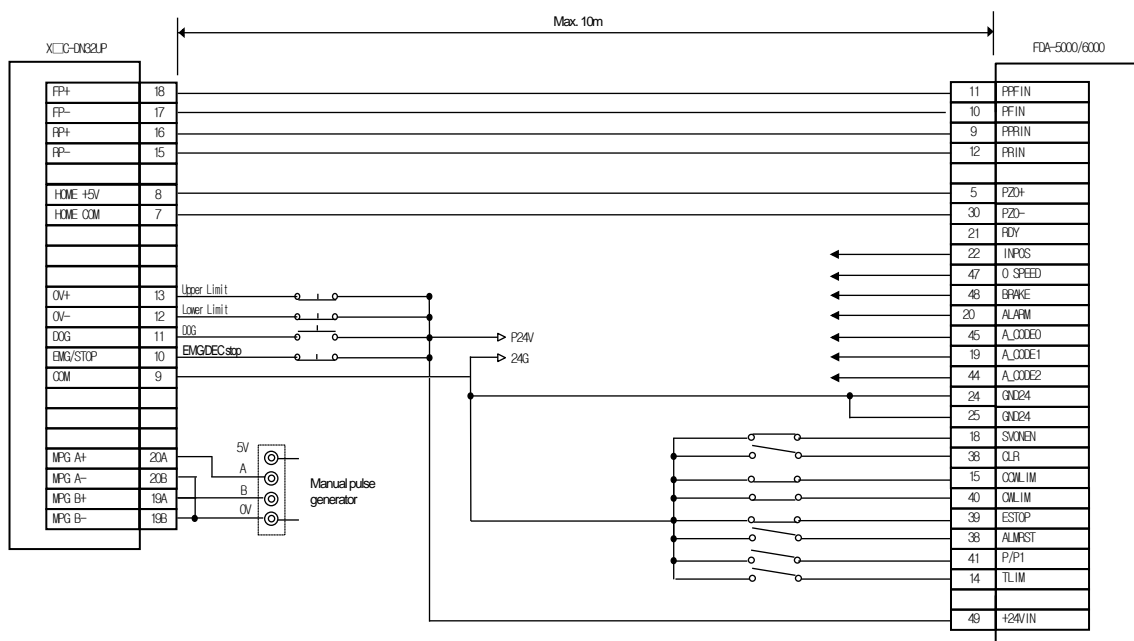 Max. 10m
X□C-DN32UP
FDA-5000/6000
FP+ 18
FP- 17
RP+ 16
RP- 15
HOME +5V 8
HOME COM 7
OV+ 13 Upper Limit
OV- 12 Lower Limit
DOG 11 DOG
EMG/STOP 10 EMG/DEC stop
COM 9
MPG A+ 20A
MPG A- 20B
MPG B+ 19A
MPG B- 19B
5V
A
B
0V
Manual pulse
generator
P24V
24G
11 PPFIN
10 PFIN
9 PPRIN
12 PRIN
5 PZO+
30 PZO-
21 RDY
22 INPOS
47 0 SPEED
48 BRAKE
20 ALARM
45 A_CODE0
19 A_CODE1
44 A_CODE2
24 GND24
25 GND24
18 SVONEN
38 CLR
15 CCWLIM
40 CWLIM
39 ESTOP
38 ALMRST
41 P/P1
14 TLIM
49 +24VIN